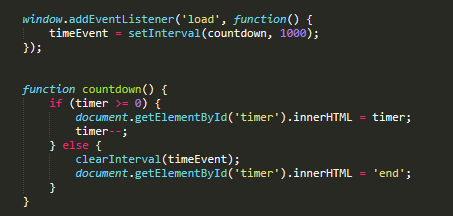 window.addEventListener('load', function() {
    timeEvent = setInterval(countdown, 1000);
});
function countdown() {
    if (timer >= 0) {
        document.getElementById('timer').innerHTML = timer;
        timer--;
    } else {
        clearInterval(timeEvent);
        document.getElementById('timer').innerHTML = 'end';
    }
}